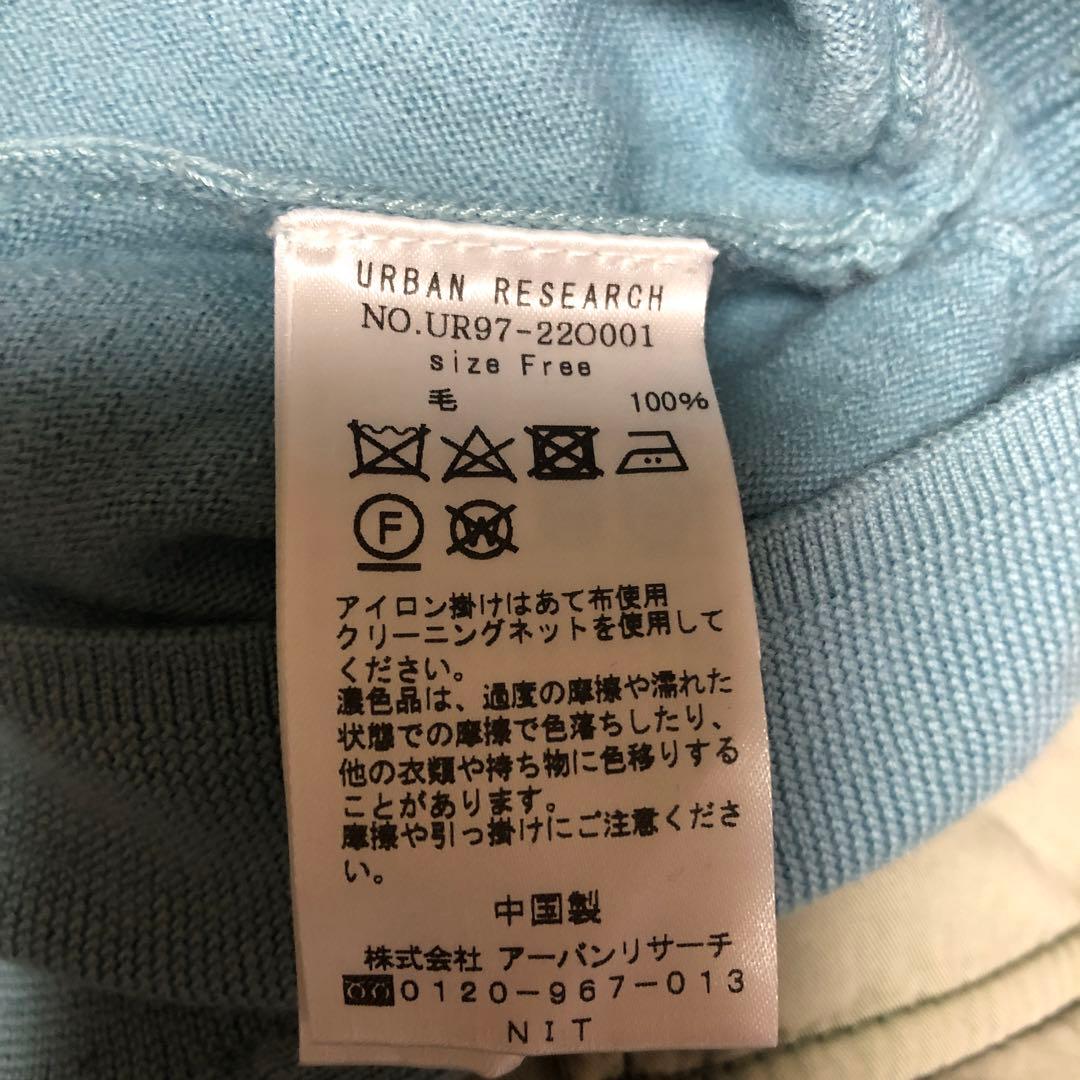 URBAN RESEARCH
NO.UR97-22O001
size Free
毛 100%
F W
アイロン掛けはあて布使用
クリーニングネットを使用して
ください。
濃色品は、過度の摩擦や濡れた
状態での摩擦で色落ちしたり、
他の衣類や持ち物に色移りする
ことがあります。
摩擦や引っ掛けにご注意くださ
い。
中国製
株式会社 アーバンリサーチ
0120-967-013
NIT